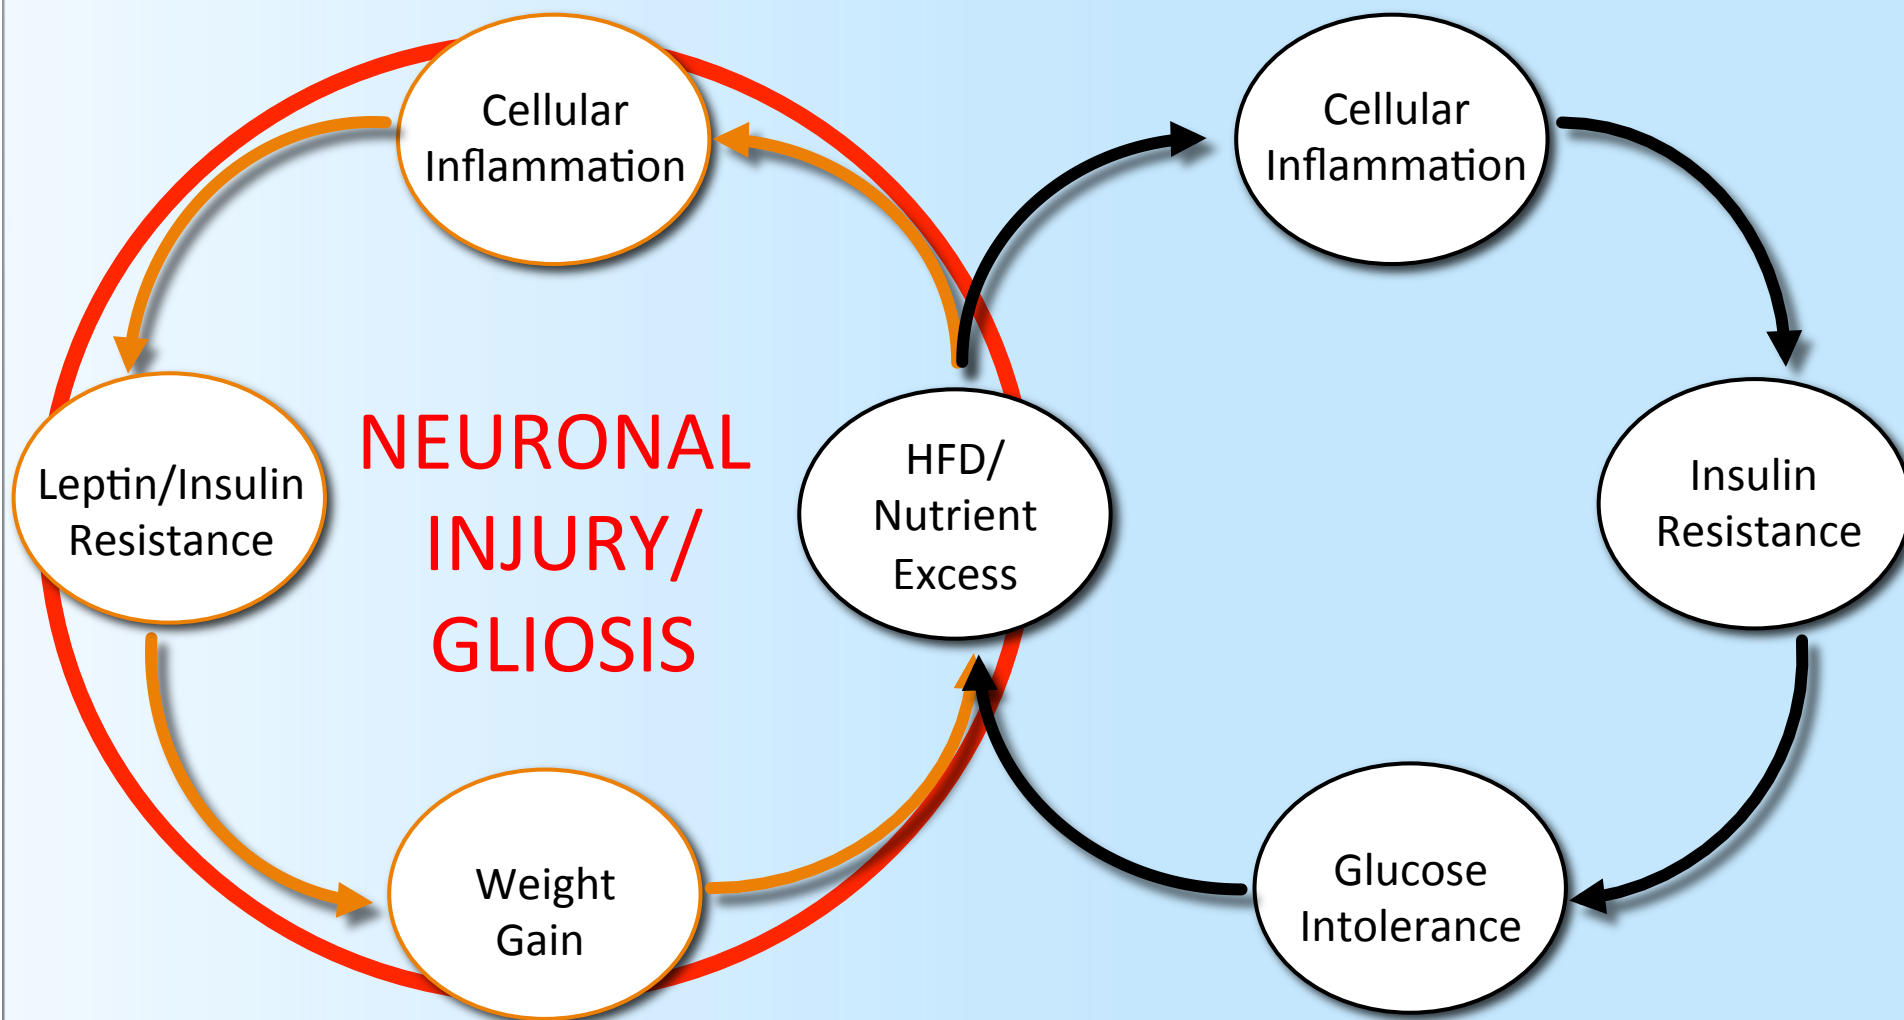 Cellular
Inflammation
Cellular
Inflammation
Leptin/Insulin
Resistance
NEURONAL
INJURY/
GLIOSIS
HFD/
Nutrient
Excess
Insulin
Resistance
Weight
Gain
Glucose
Intolerance